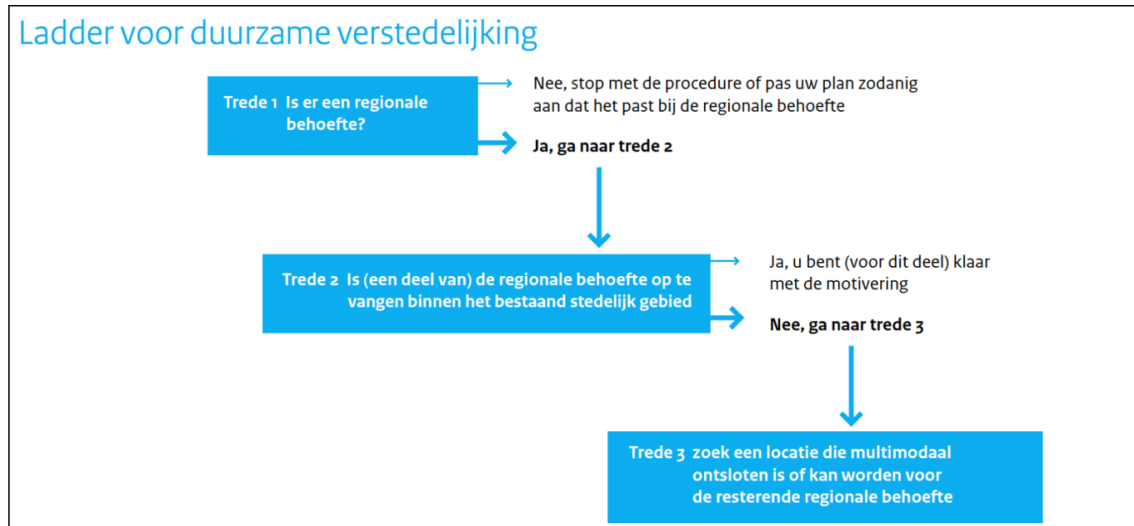 Ladder voor duurzame verstedelijking
Trede 1 Is er een regionale
behoefte?
Nee, stop met de procedure of pas uw plan zodanig
aan dat het past bij de regionale behoefte
Ja, ga naar trede 2
Trede 2 Is (een deel van) de regionale behoefte op te
vangen binnen het bestaand stedelijk gebied
Ja, u bent (voor dit deel) klaar
met de motivering
Nee, ga naar trede 3
Trede 3 zoek een locatie die multimodaal
ontsloten is of kan worden voor
de resterende regionale behoefte